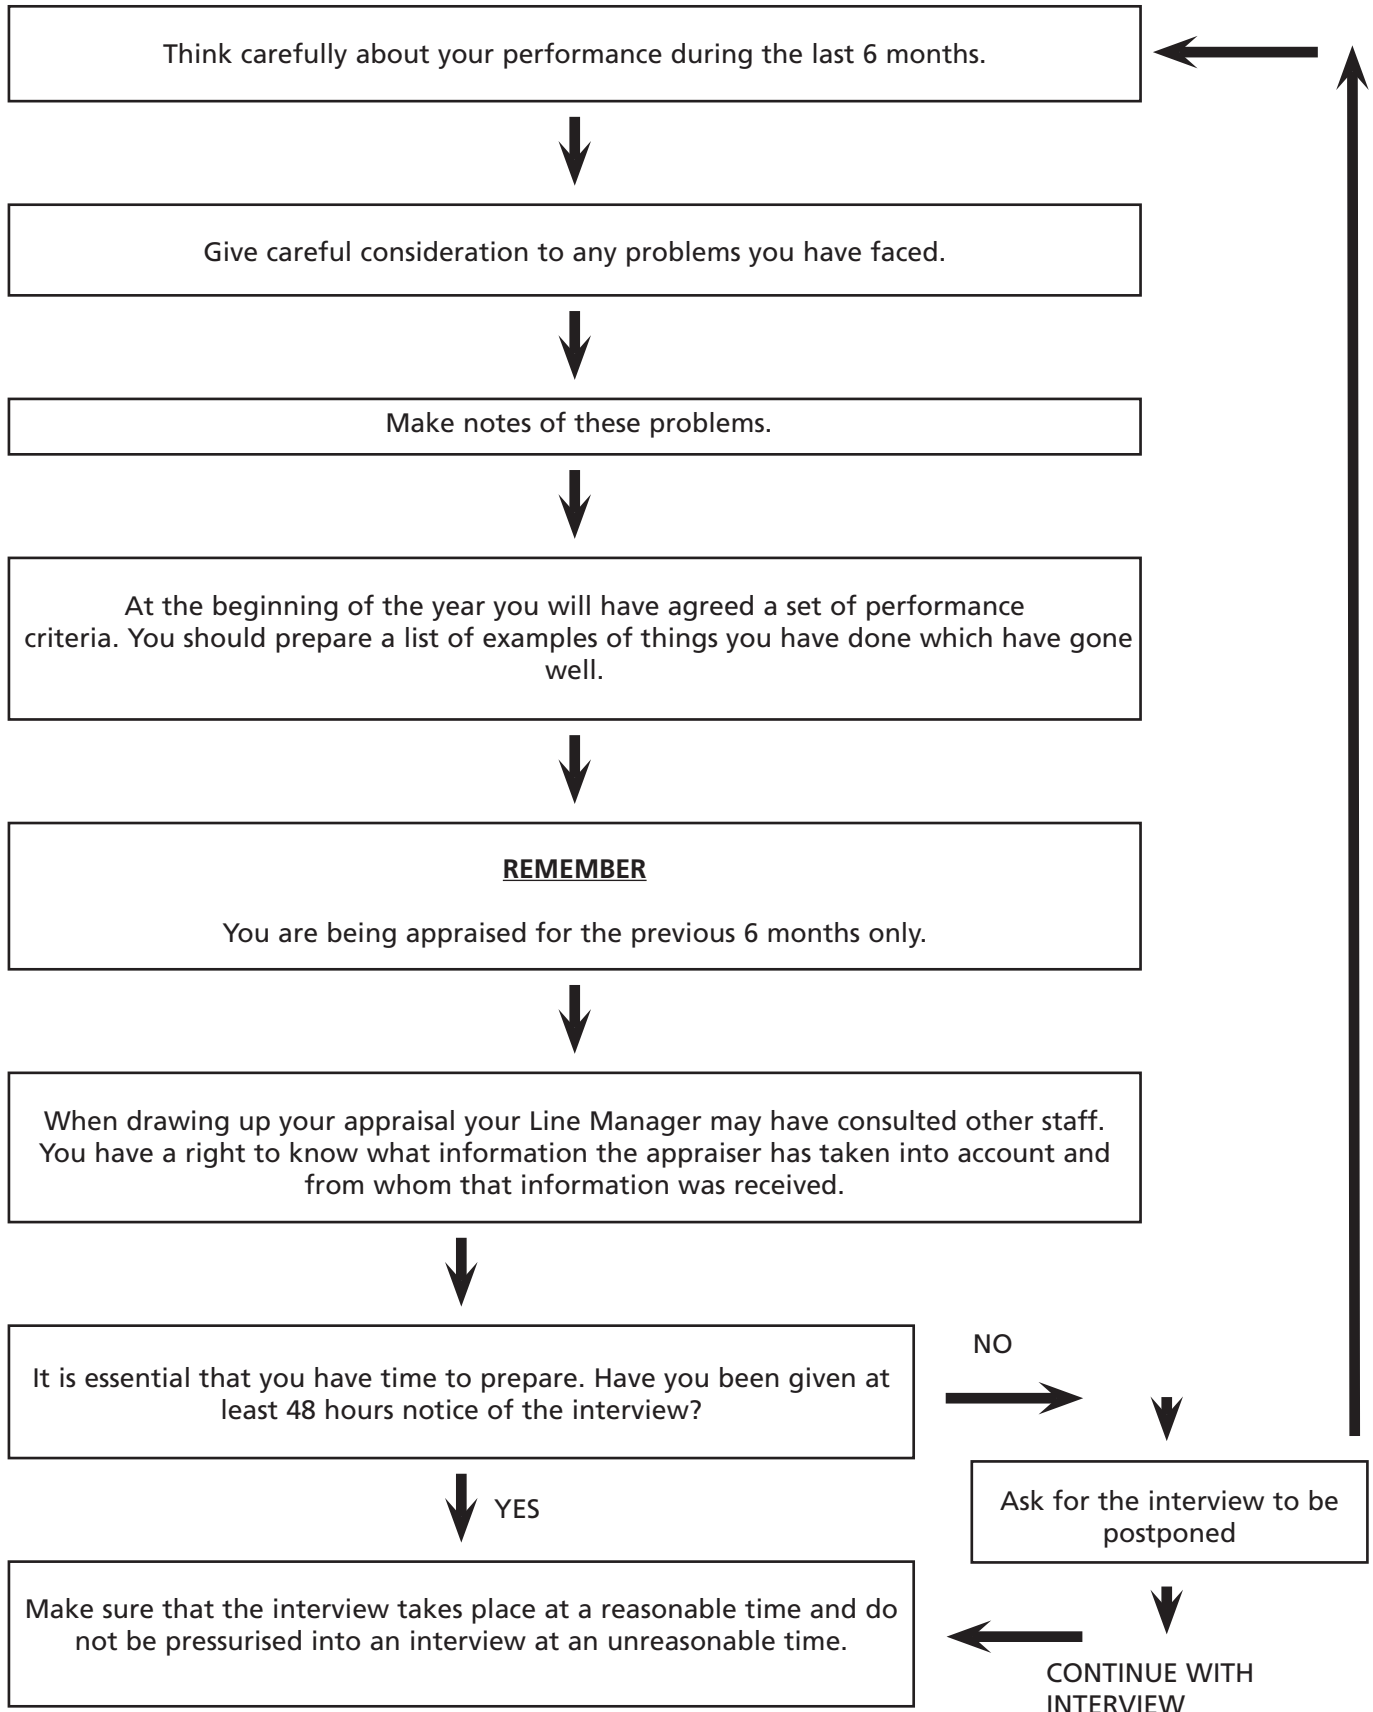 Think carefully about your performance during the last 6 months.
Give careful consideration to any problems you have faced.
Make notes of these problems.
At the beginning of the year you will have agreed a set of performance
criteria. You should prepare a list of examples of things you have done which have gone
well.
REMEMBER
You are being appraised for the previous 6 months only.
When drawing up your appraisal your Line Manager may have consulted other staff.
You have a right to know what information the appraiser has taken into account and
from whom that information was received.
It is essential that you have time to prepare. Have you been given at
least 48 hours notice of the interview?
NO
Ask for the interview to be
postponed
YES
Make sure that the interview takes place at a reasonable time and do
not be pressurised into an interview at an unreasonable time.
CONTINUE WITH
INTERVIEW